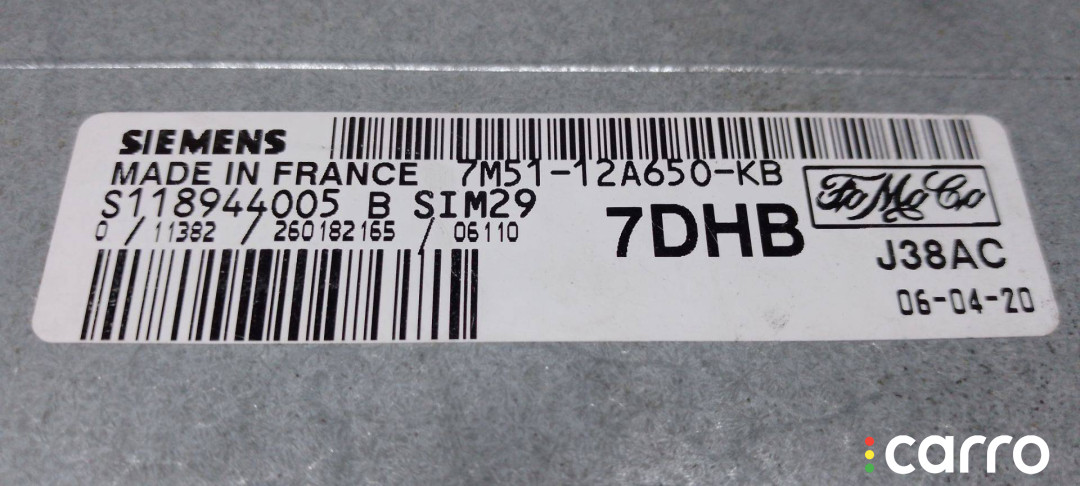 SIEMENS
MADE IN FRANCE 7M51-12A650-KB
S118944005 B SIM29
0 / 11382 / 260182165 / 06110
7DHB
FoMoCo
J38AC
06-04-20
carro